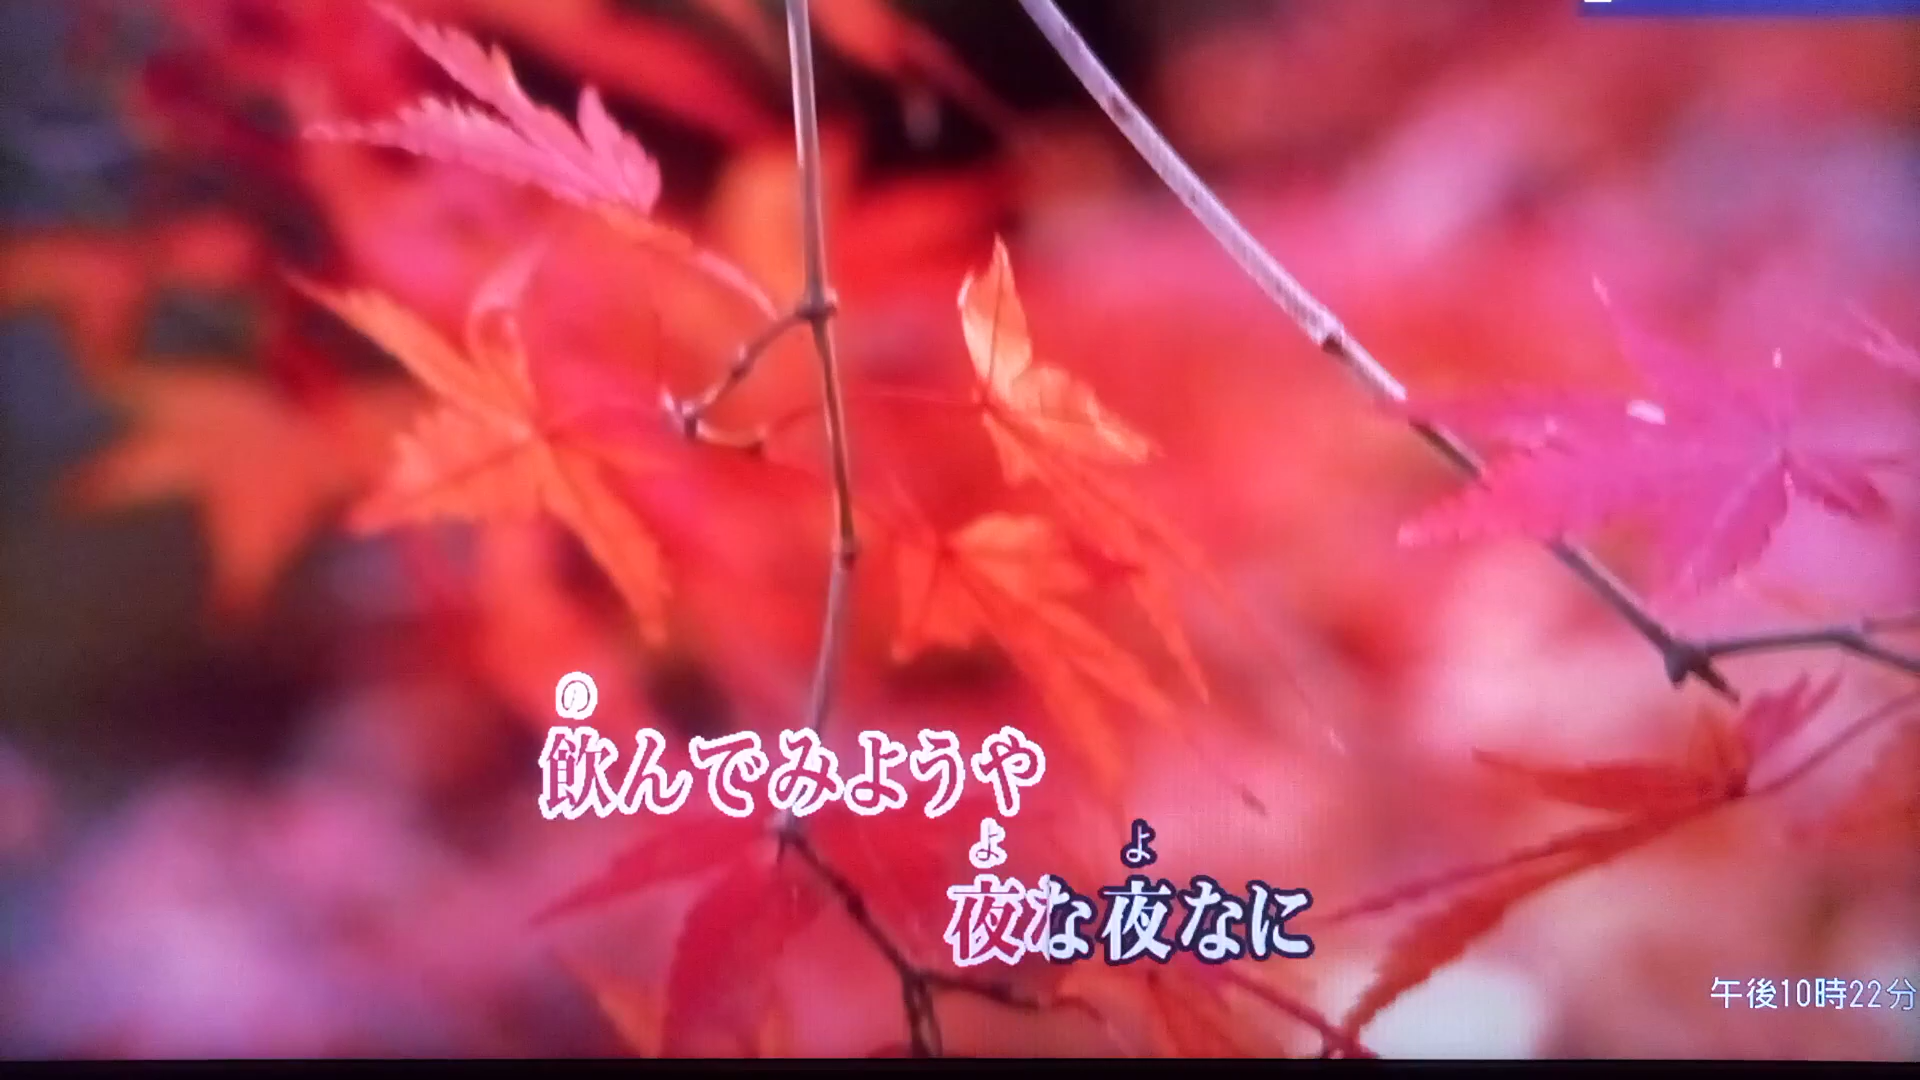 の
飲んでみようや
よ よ
夜な夜なに
午後10時22分